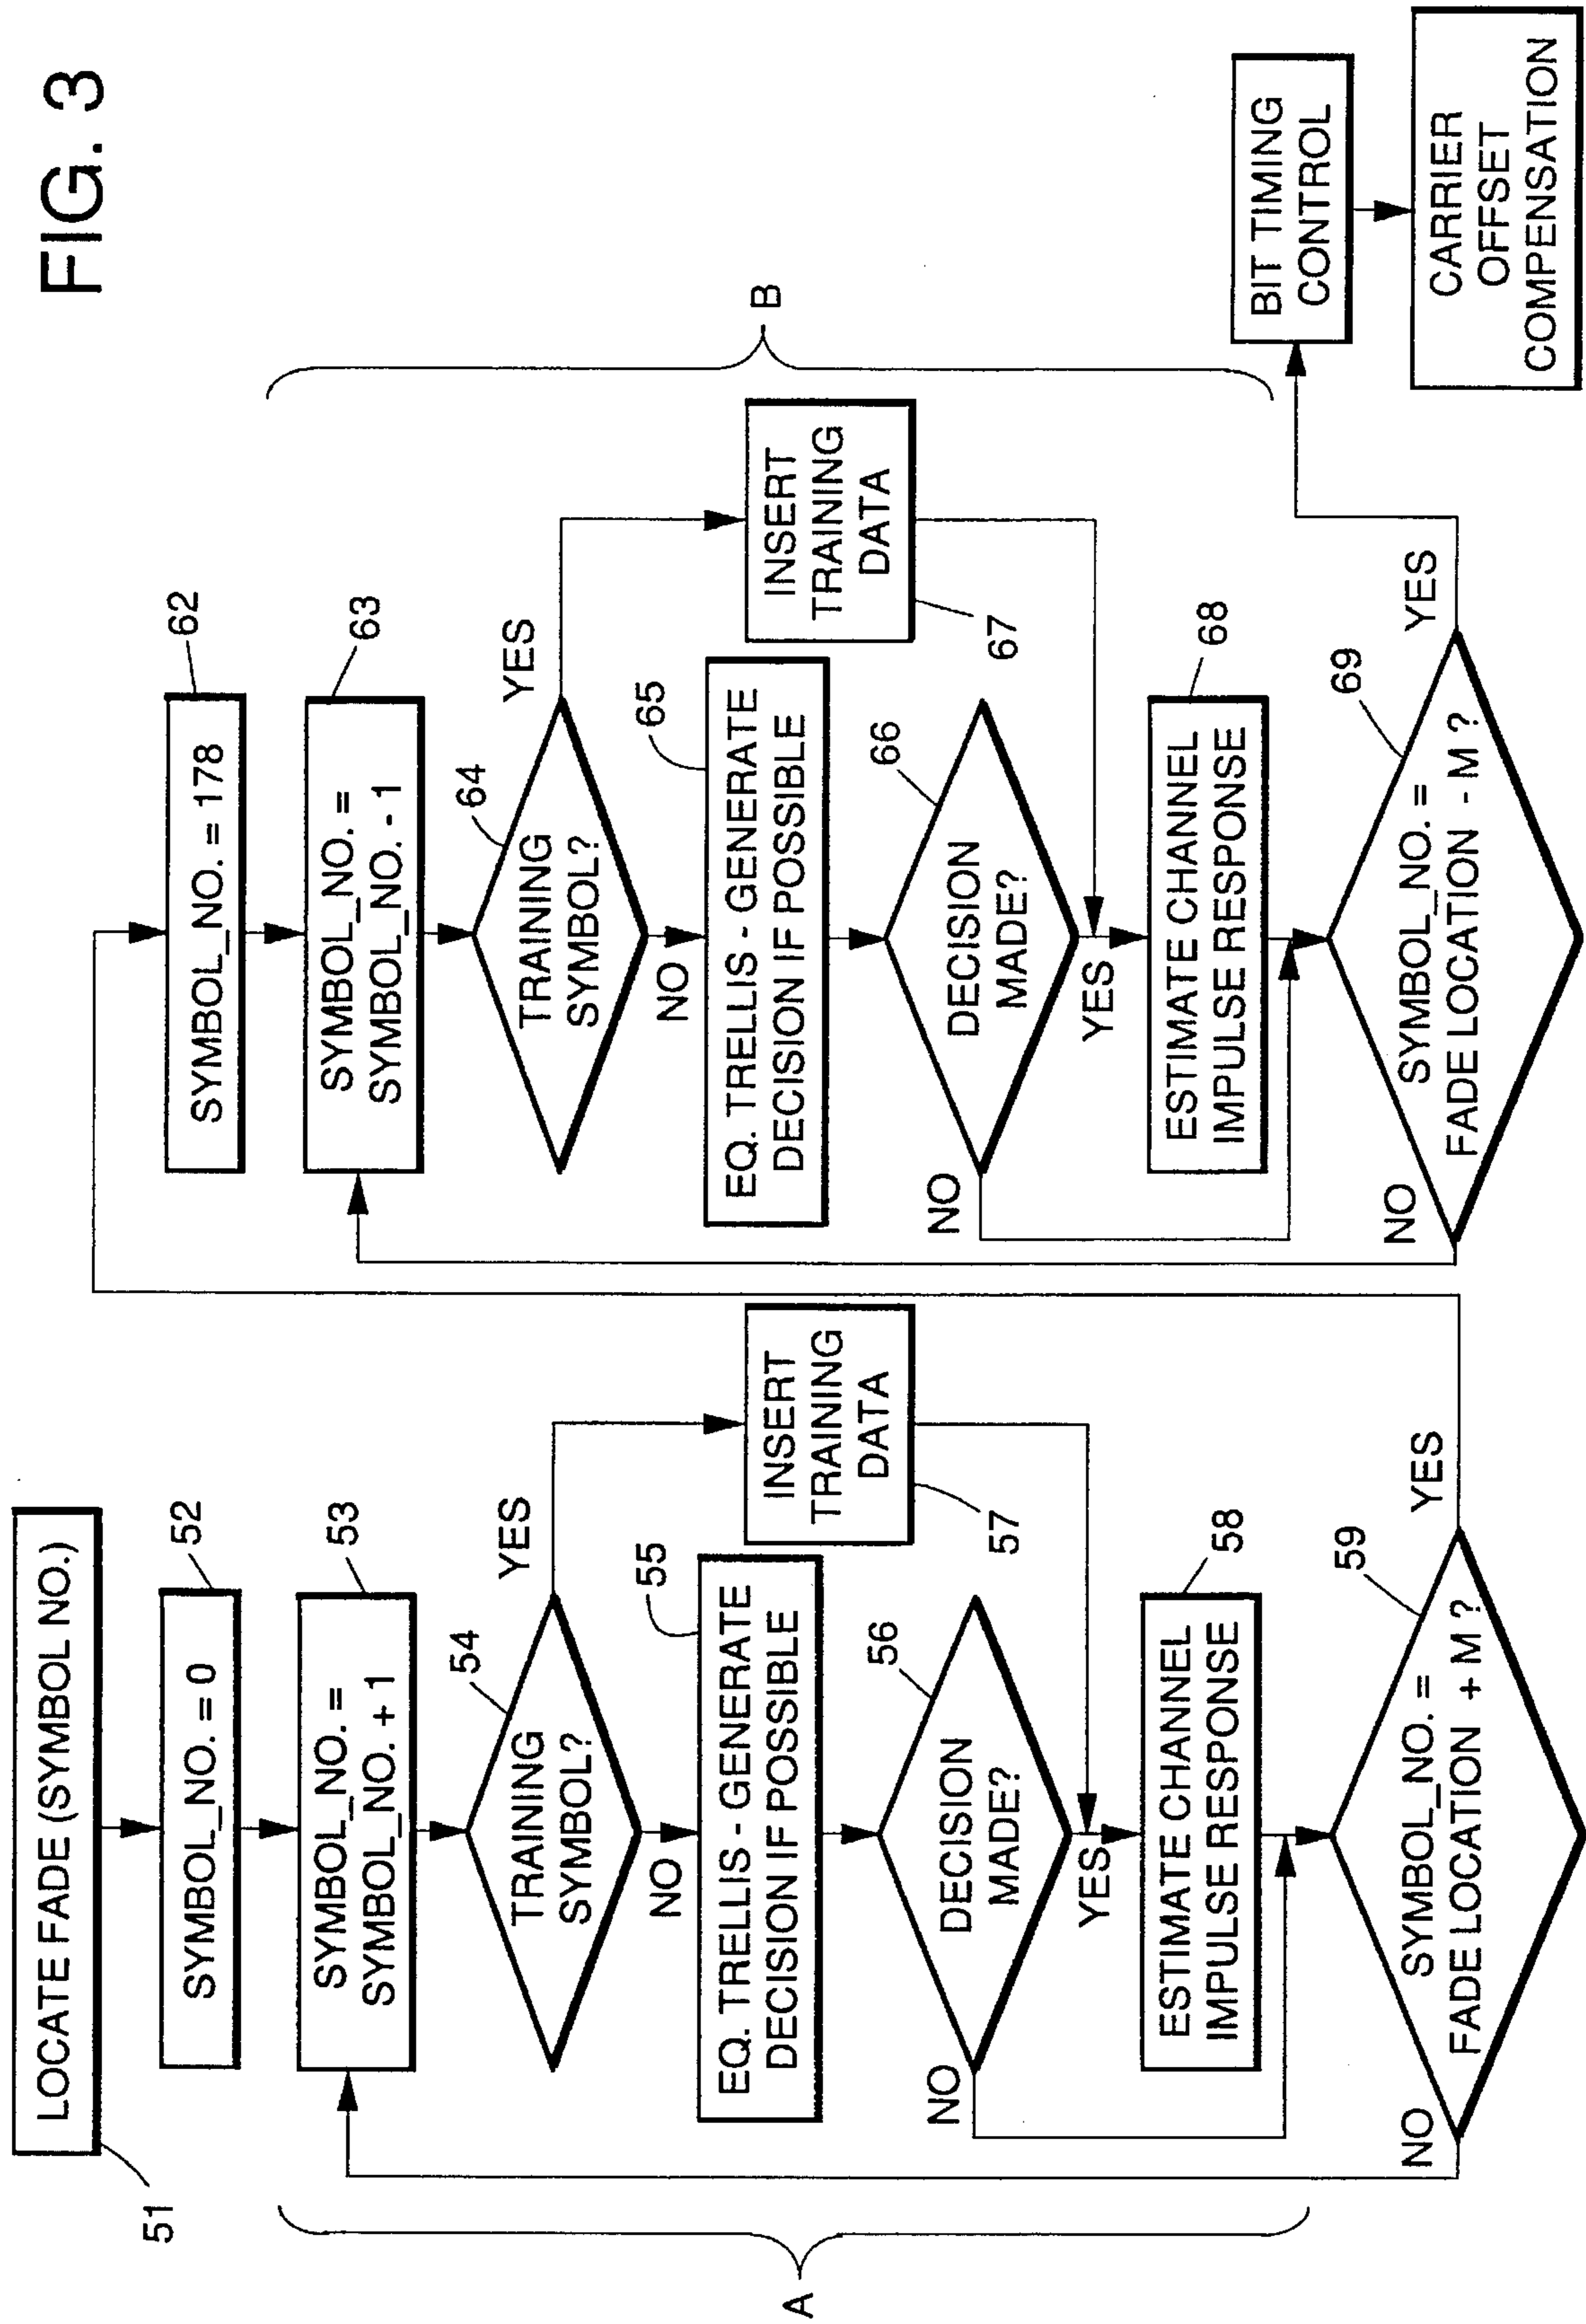 FIG. 3
LOCATE FADE (SYMBOL NO.)
51
SYMBOL_NO. = 0
52
SYMBOL_NO. =
SYMBOL_NO. + 1
53
TRAINING
SYMBOL?
54
YES
NO
EQ. TRELLIS - GENERATE
DECISION IF POSSIBLE
55
INSERT
TRAINING
DATA
57
DECISION
MADE?
56
NO
YES
ESTIMATE CHANNEL
IMPULSE RESPONSE
58
SYMBOL_NO. =
FADE LOCATION + M ?
59
NO
YES
A
SYMBOL_NO. = 178
62
SYMBOL_NO. =
SYMBOL_NO. - 1
63
TRAINING
SYMBOL?
64
YES
NO
EQ. TRELLIS - GENERATE
DECISION IF POSSIBLE
65
INSERT
TRAINING
DATA
67
DECISION
MADE?
66
NO
YES
ESTIMATE CHANNEL
IMPULSE RESPONSE
68
SYMBOL_NO. =
FADE LOCATION - M ?
69
NO
YES
B
BIT TIMING
CONTROL
CARRIER
OFFSET
COMPENSATION